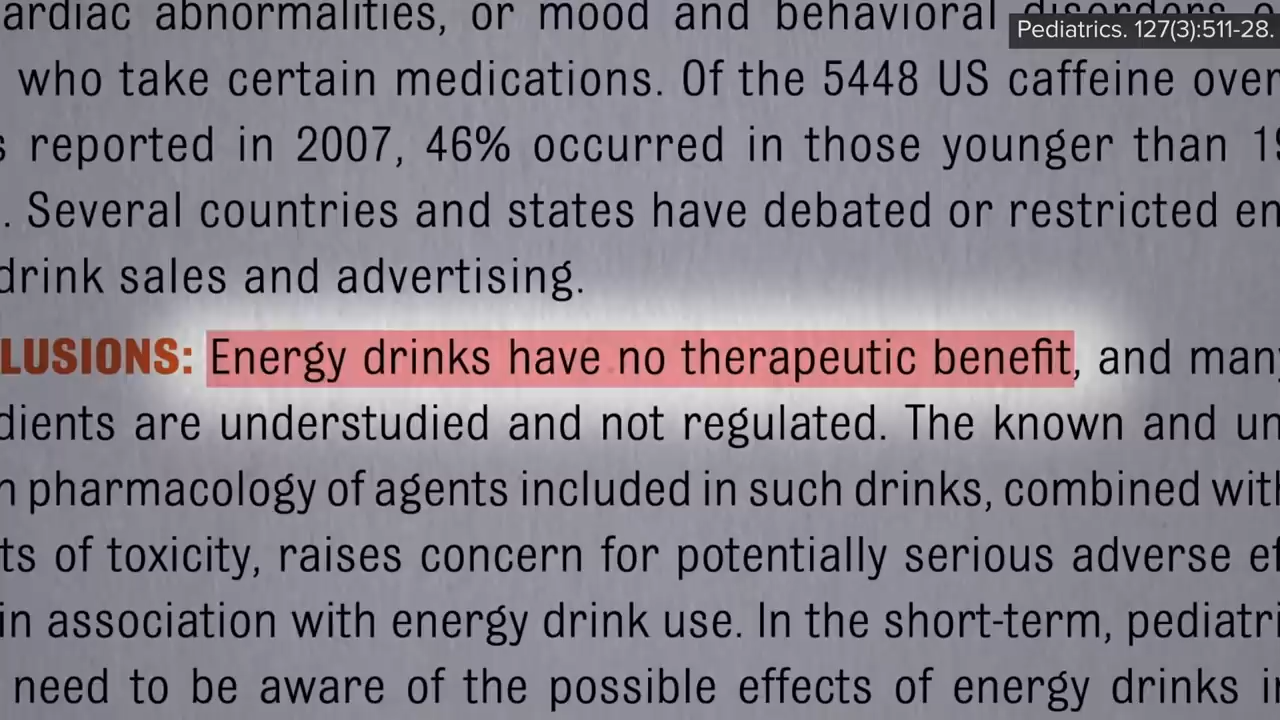 ardiac abnormalities, or mood and behavioral disorders o
Pediatrics. 127(3):511-28.
who take certain medications. Of the 5448 US caffeine over
s reported in 2007, 46% occurred in those younger than 19
. Several countries and states have debated or restricted en
drink sales and advertising.
LUSIONS: Energy drinks have no therapeutic benefit, and many
dients are understudied and not regulated. The known and un
n pharmacology of agents included in such drinks, combined with
ts of toxicity, raises concern for potentially serious adverse ef
in association with energy drink use. In the short-term, pediatri
need to be aware of the possible effects of energy drinks in